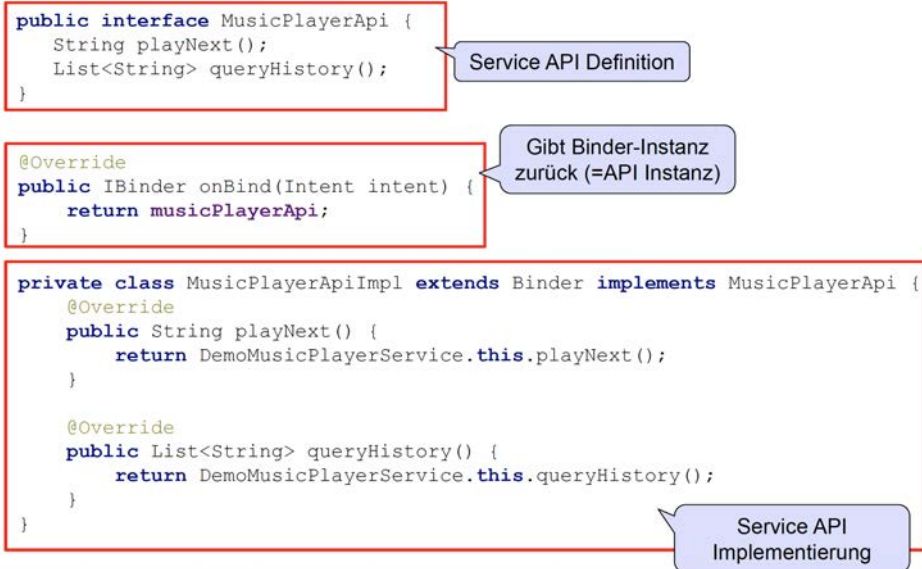 public interface MusicPlayerApi {
String playNext();
List<String> queryHistory();
}
Service API Definition
@Override
public IBinder onBind(Intent intent) {
return musicPlayerApi;
}
Gibt Binder-Instanz
zurück (=API Instanz)
private class MusicPlayerApiImpl extends Binder implements MusicPlayerApi {
@Override
public String playNext() {
return DemoMusicPlayerService.this.playNext();
}
@Override
public List<String> queryHistory() {
return DemoMusicPlayerService.this.queryHistory();
}
}
Service API
Implementierung